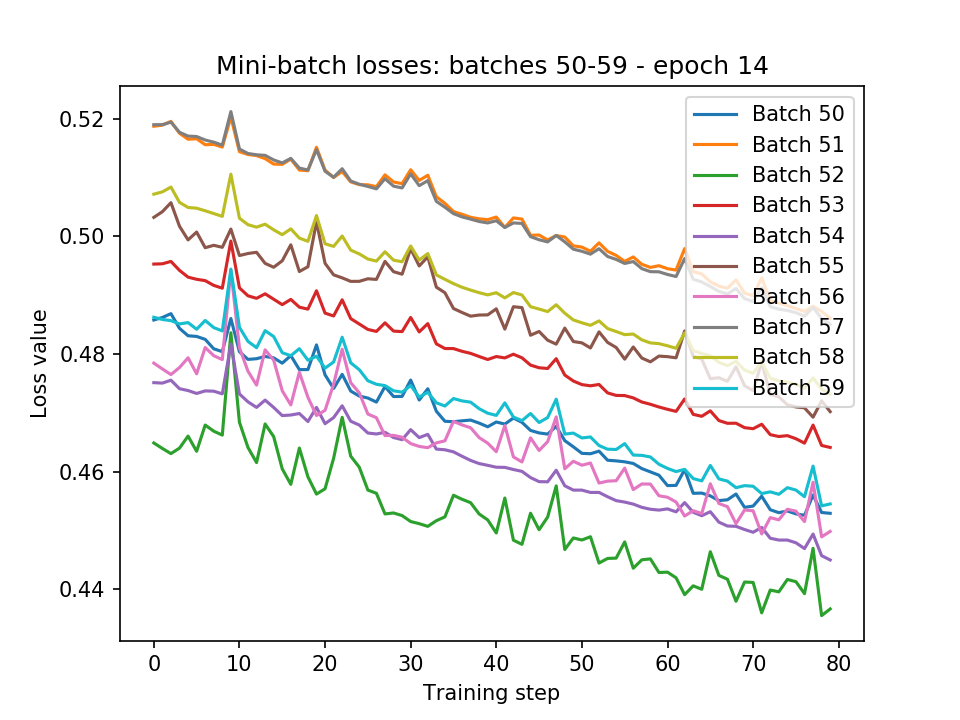 Mini-batch losses: batches 50-59 - epoch 14
Loss value
0.52
0.50
0.48
0.46
0.44
Batch 50
Batch 51
Batch 52
Batch 53
Batch 54
Batch 55
Batch 56
Batch 57
Batch 58
Batch 59
0 10 20 30 40 50 60 70 80
Training step